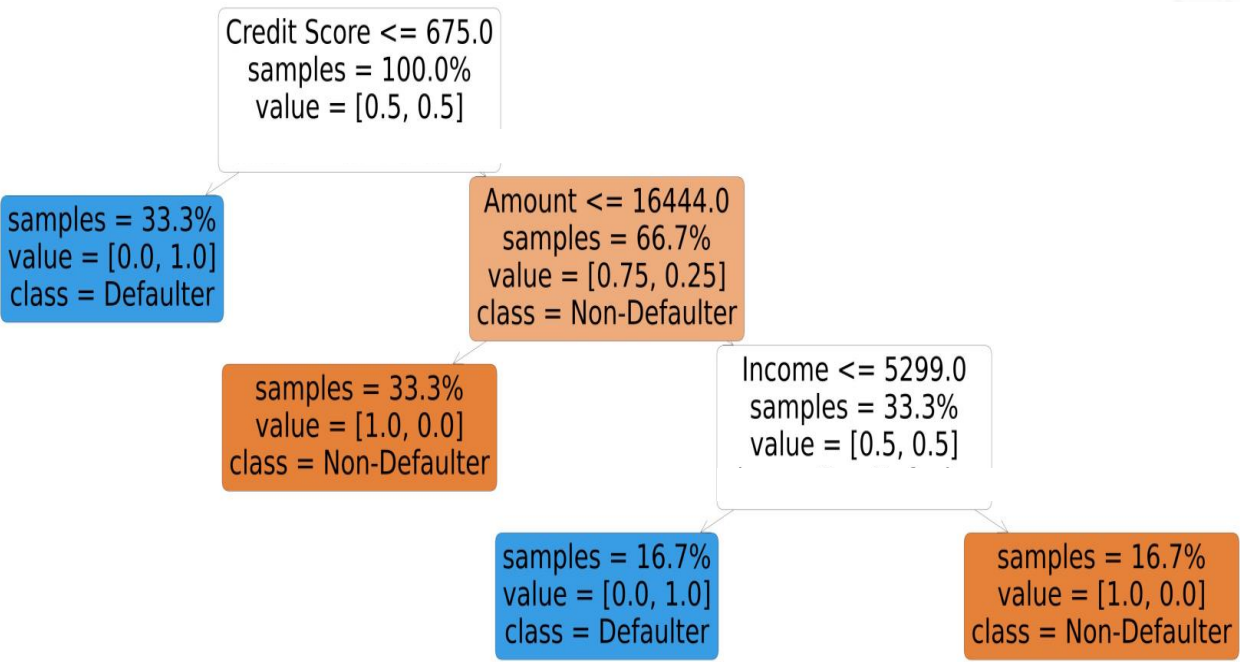 Credit Score <= 675.0
samples = 100.0%
value = [0.5, 0.5]
samples = 33.3%
value = [0.0, 1.0]
class = Defaulter
Amount <= 16444.0
samples = 66.7%
value = [0.75, 0.25]
class = Non-Defaulter
samples = 33.3%
value = [1.0, 0.0]
class = Non-Defaulter
Income <= 5299.0
samples = 33.3%
value = [0.5, 0.5]
samples = 16.7%
value = [0.0, 1.0]
class = Defaulter
samples = 16.7%
value = [1.0, 0.0]
class = Non-Defaulter